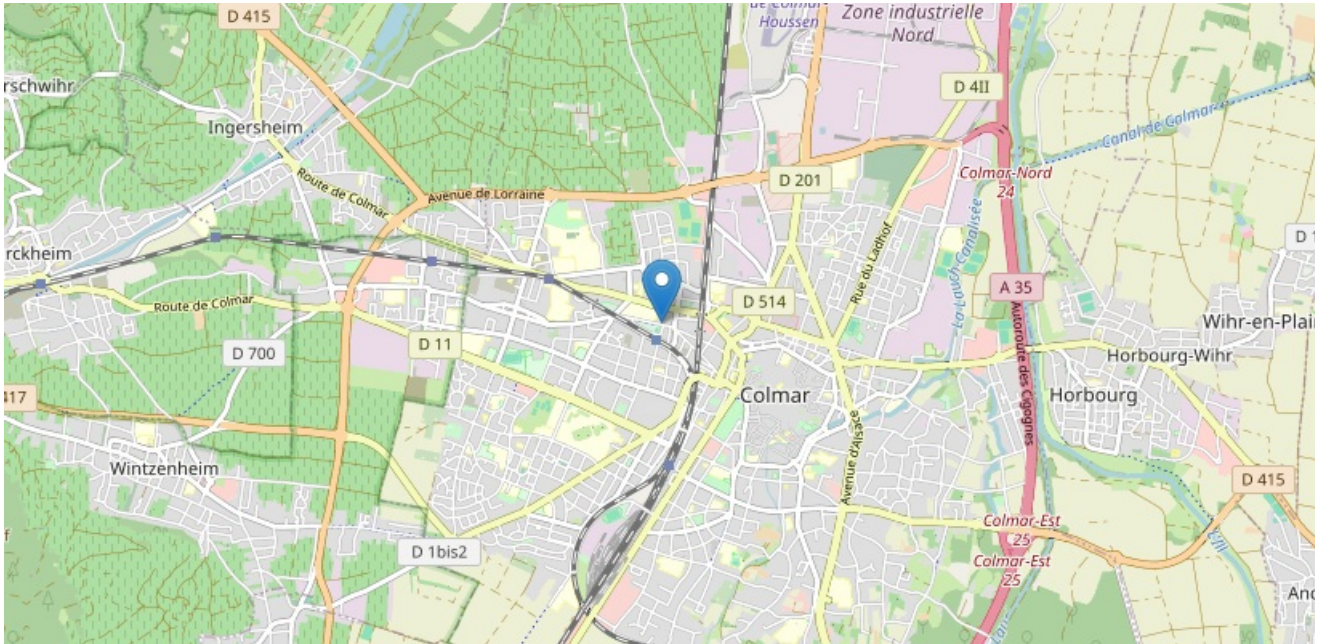 D 415
de Colmar
Houssen
Zone industrielle
Nord
rschwihr
D 4II
Ingersheim
Canal de Colmar
Route de Colmar
Avenue de Lorraine
D 201
Colmar-Nord
24
rckheim
La Lauch Canalisée
Rue du Ladhof
D 1
A 35
Route de Colmar
D 514
Autoroute des Cigognes
Wihr-en-Plai
D 11
D 700
Horbourg-Wihr
417
Colmar
Horbourg
Avenue d'Alsace
Wintzenheim
D 415
Colmar-Est
25
L'Ill
D 1bis2
Colmar-Est
25
f
And
Lau